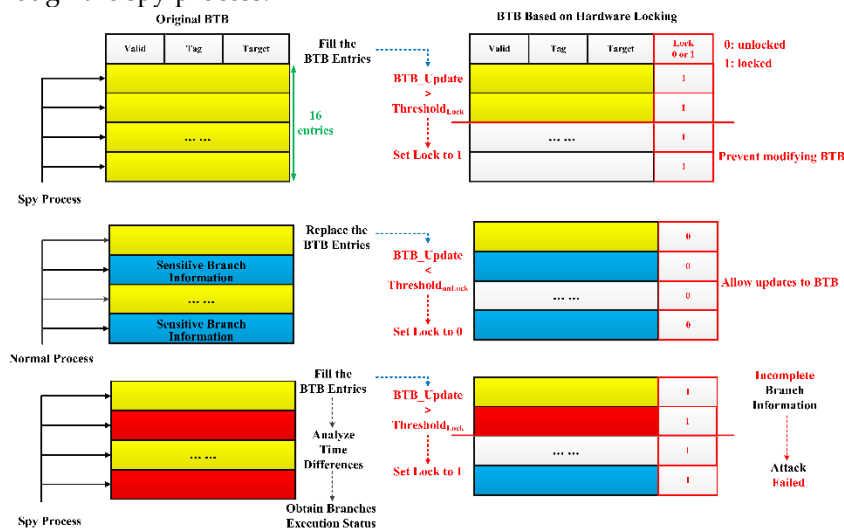 ough the spy process.
Original BTB
BTB Based on Hardware Locking
Valid Tag Target
Fill the
BTB Entries
Valid Tag Target Lock
0 or 1
0: unlocked
1: locked
BTB_Update
>
ThresholdLock
Set Lock to 1
16
entries
... ...
1
1
... ...
1
1
Prevent modifying BTB
Spy Process
Sensitive Branch
Information
... ...
Sensitive Branch
Information
Normal Process
Replace the
BTB Entries
BTB_Update
<
ThresholdunLock
Set Lock to 0
0
0
... ...
0
0
Allow updates to BTB
... ...
Spy Process
Fill the
BTB Entries
Analyze
Time
Differences
Obtain Branches
Execution Status
BTB_Update
>
ThresholdLock
Set Lock to 1
1
1
... ...
1
1
Incomplete
Branch
Information
Attack
Failed